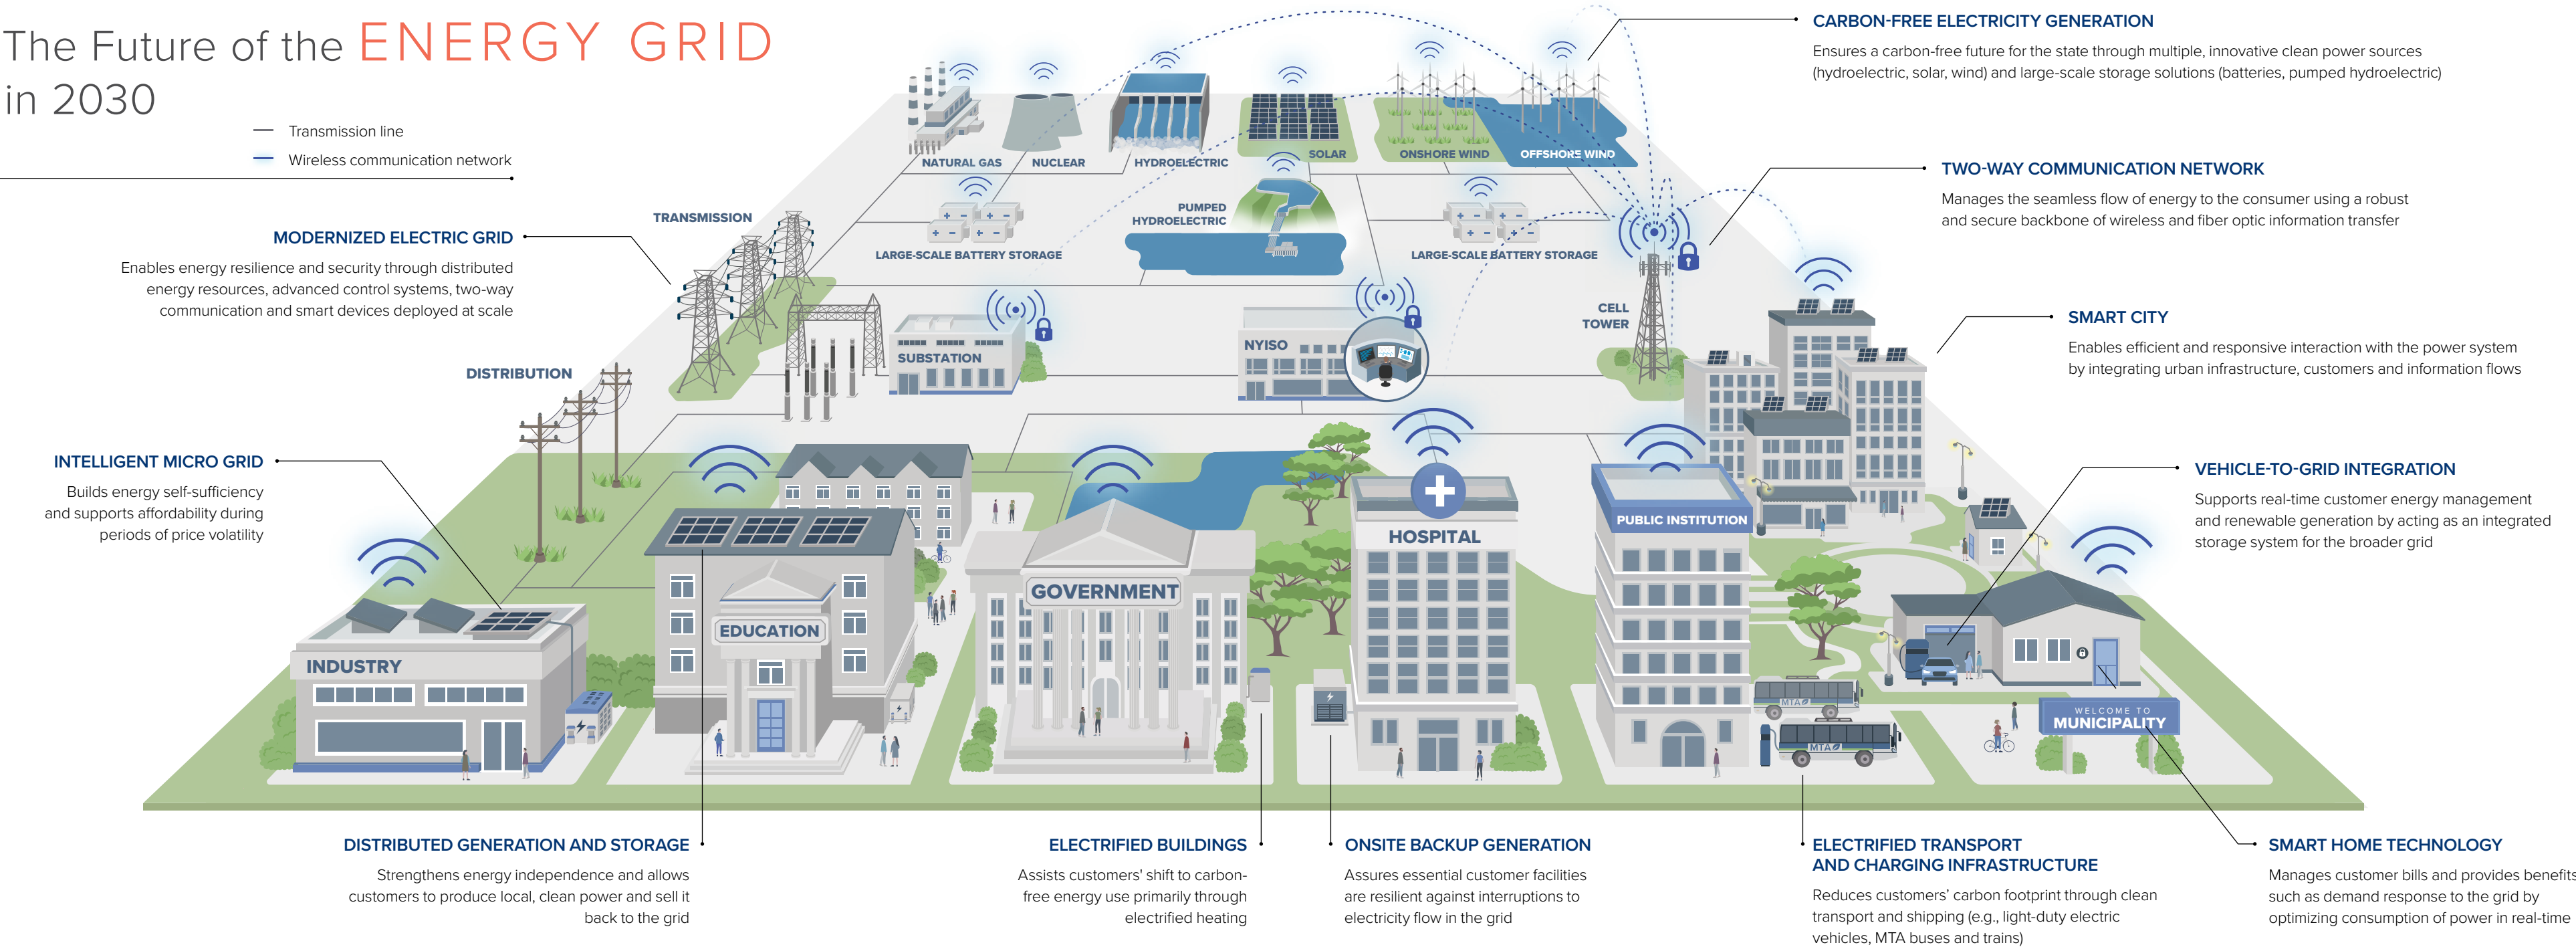 The Future of the ENERGY GRID
in 2030
Transmission line
Wireless communication network
CARBON-FREE ELECTRICITY GENERATION
Ensures a carbon-free future for the state through multiple, innovative clean power sources
(hydroelectric, solar, wind) and large-scale storage solutions (batteries, pumped hydroelectric)
NATURAL GAS
NUCLEAR
HYDROELECTRIC
SOLAR
ONSHORE WIND
OFFSHORE WIND
TWO-WAY COMMUNICATION NETWORK
Manages the seamless flow of energy to the consumer using a robust
and secure backbone of wireless and fiber optic information transfer
TRANSMISSION
PUMPED
HYDROELECTRIC
LARGE-SCALE BATTERY STORAGE
LARGE-SCALE BATTERY STORAGE
MODERNIZED ELECTRIC GRID
Enables energy resilience and security through distributed
energy resources, advanced control systems, two-way
communication and smart devices deployed at scale
CELL
TOWER
SUBSTATION
NYISO
SMART CITY
Enables efficient and responsive interaction with the power system
by integrating urban infrastructure, customers and information flows
DISTRIBUTION
INTELLIGENT MICRO GRID
Builds energy self-sufficiency
and supports affordability during
periods of price volatility
VEHICLE-TO-GRID INTEGRATION
Supports real-time customer energy management
and renewable generation by acting as an integrated
storage system for the broader grid
INDUSTRY
EDUCATION
GOVERNMENT
HOSPITAL
PUBLIC INSTITUTION
MTA
MTA
WELCOME TO
MUNICIPALITY
DISTRIBUTED GENERATION AND STORAGE
Strengthens energy independence and allows
customers to produce local, clean power and sell it
back to the grid
ELECTRIFIED BUILDINGS
Assists customers' shift to carbon-
free energy use primarily through
electrified heating
ONSITE BACKUP GENERATION
Assures essential customer facilities
are resilient against interruptions to
electricity flow in the grid
ELECTRIFIED TRANSPORT
AND CHARGING INFRASTRUCTURE
Reduces customers' carbon footprint through clean
transport and shipping (e.g., light-duty electric
vehicles, MTA buses and trains)
SMART HOME TECHNOLOGY
Manages customer bills and provides benefits
such as demand response to the grid by
optimizing consumption of power in real-time